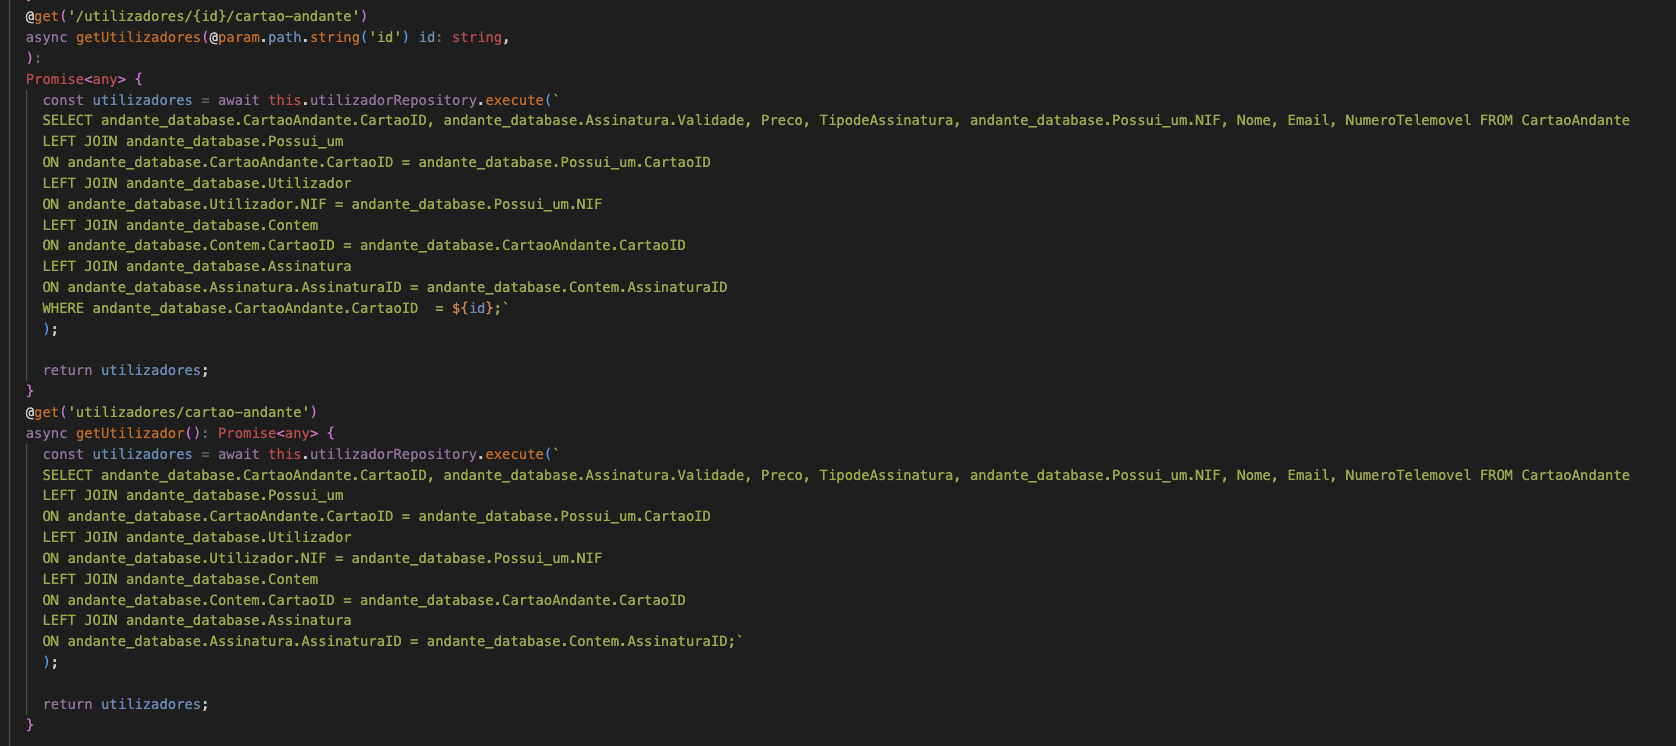 @get('/utilizadores/{id}/cartao-andante')
async getUtilizadores(@param.path.string('id') id: string,
):
Promise<any> {
const utilizadores = await this.utilizadorRepository.execute(`
SELECT andante_database.CartaoAndante.CartaoID, andante_database.Assinatura.Validade, Preco, TipodeAssinatura, andante_database.Possui_um.NIF, Nome, Email, NumeroTelemovel FROM CartaoAndante
LEFT JOIN andante_database.Possui_um
ON andante_database.CartaoAndante.CartaoID = andante_database.Possui_um.CartaoID
LEFT JOIN andante_database.Utilizador
ON andante_database.Utilizador.NIF = andante_database.Possui_um.NIF
LEFT JOIN andante_database.Contem
ON andante_database.Contem.CartaoID = andante_database.CartaoAndante.CartaoID
LEFT JOIN andante_database.Assinatura
ON andante_database.Assinatura.AssinaturaID = andante_database.Contem.AssinaturaID
WHERE andante_database.CartaoAndante.CartaoID  = ${id};`
);
return utilizadores;
}
@get('utilizadores/cartao-andante')
async getUtilizador(): Promise<any> {
const utilizadores = await this.utilizadorRepository.execute(`
SELECT andante_database.CartaoAndante.CartaoID, andante_database.Assinatura.Validade, Preco, TipodeAssinatura, andante_database.Possui_um.NIF, Nome, Email, NumeroTelemovel FROM CartaoAndante
LEFT JOIN andante_database.Possui_um
ON andante_database.CartaoAndante.CartaoID = andante_database.Possui_um.CartaoID
LEFT JOIN andante_database.Utilizador
ON andante_database.Utilizador.NIF = andante_database.Possui_um.NIF
LEFT JOIN andante_database.Contem
ON andante_database.Contem.CartaoID = andante_database.CartaoAndante.CartaoID
LEFT JOIN andante_database.Assinatura
ON andante_database.Assinatura.AssinaturaID = andante_database.Contem.AssinaturaID;`
);
return utilizadores;
}